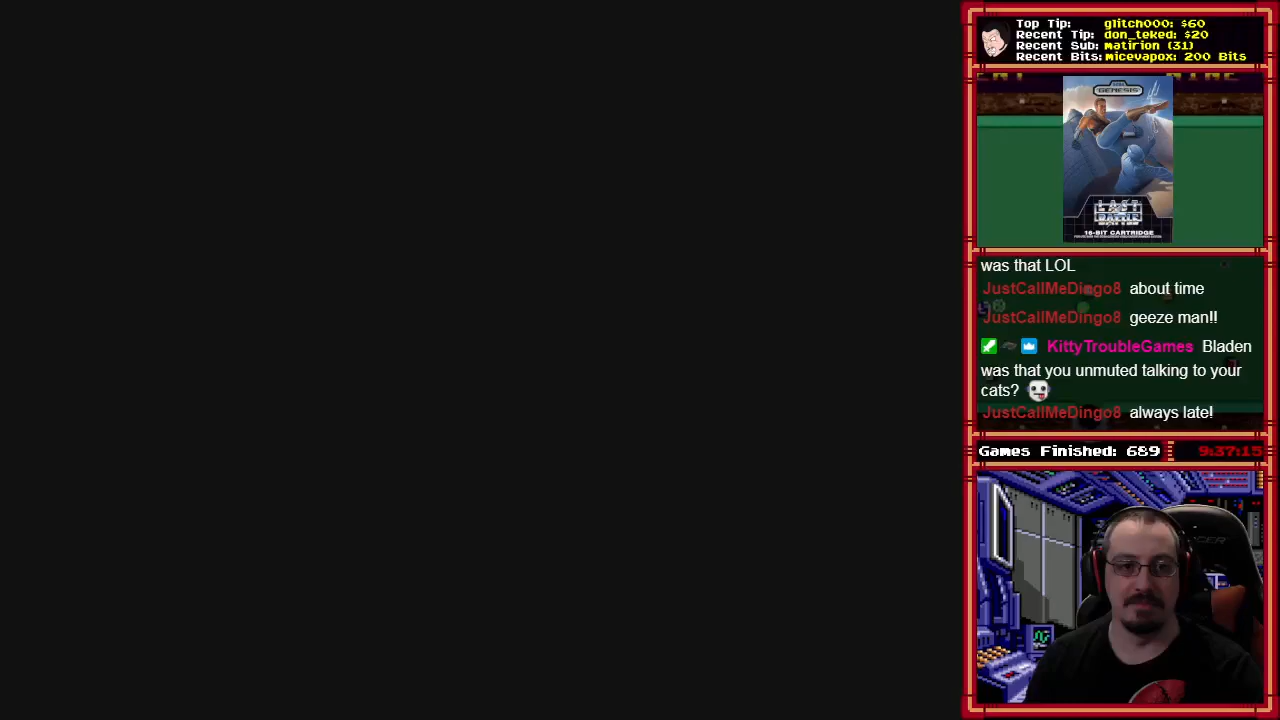 Top Tip: glitch000: $60
Recent Tip: don_teked: $20
Recent Sub: matirion (31)
Recent Bits: micevapox: 200 Bits
GENESIS
LAST
BATTLE
16-BIT CARTRIDGE
was that LOL
JustCallMeDingo8 about time
JustCallMeDingo8 geeze man!!
KittyTroubleGames Bladen
was that you unmuted talking to your
cats?
JustCallMeDingo8 always late!
Games Finished: 689 9:37:15